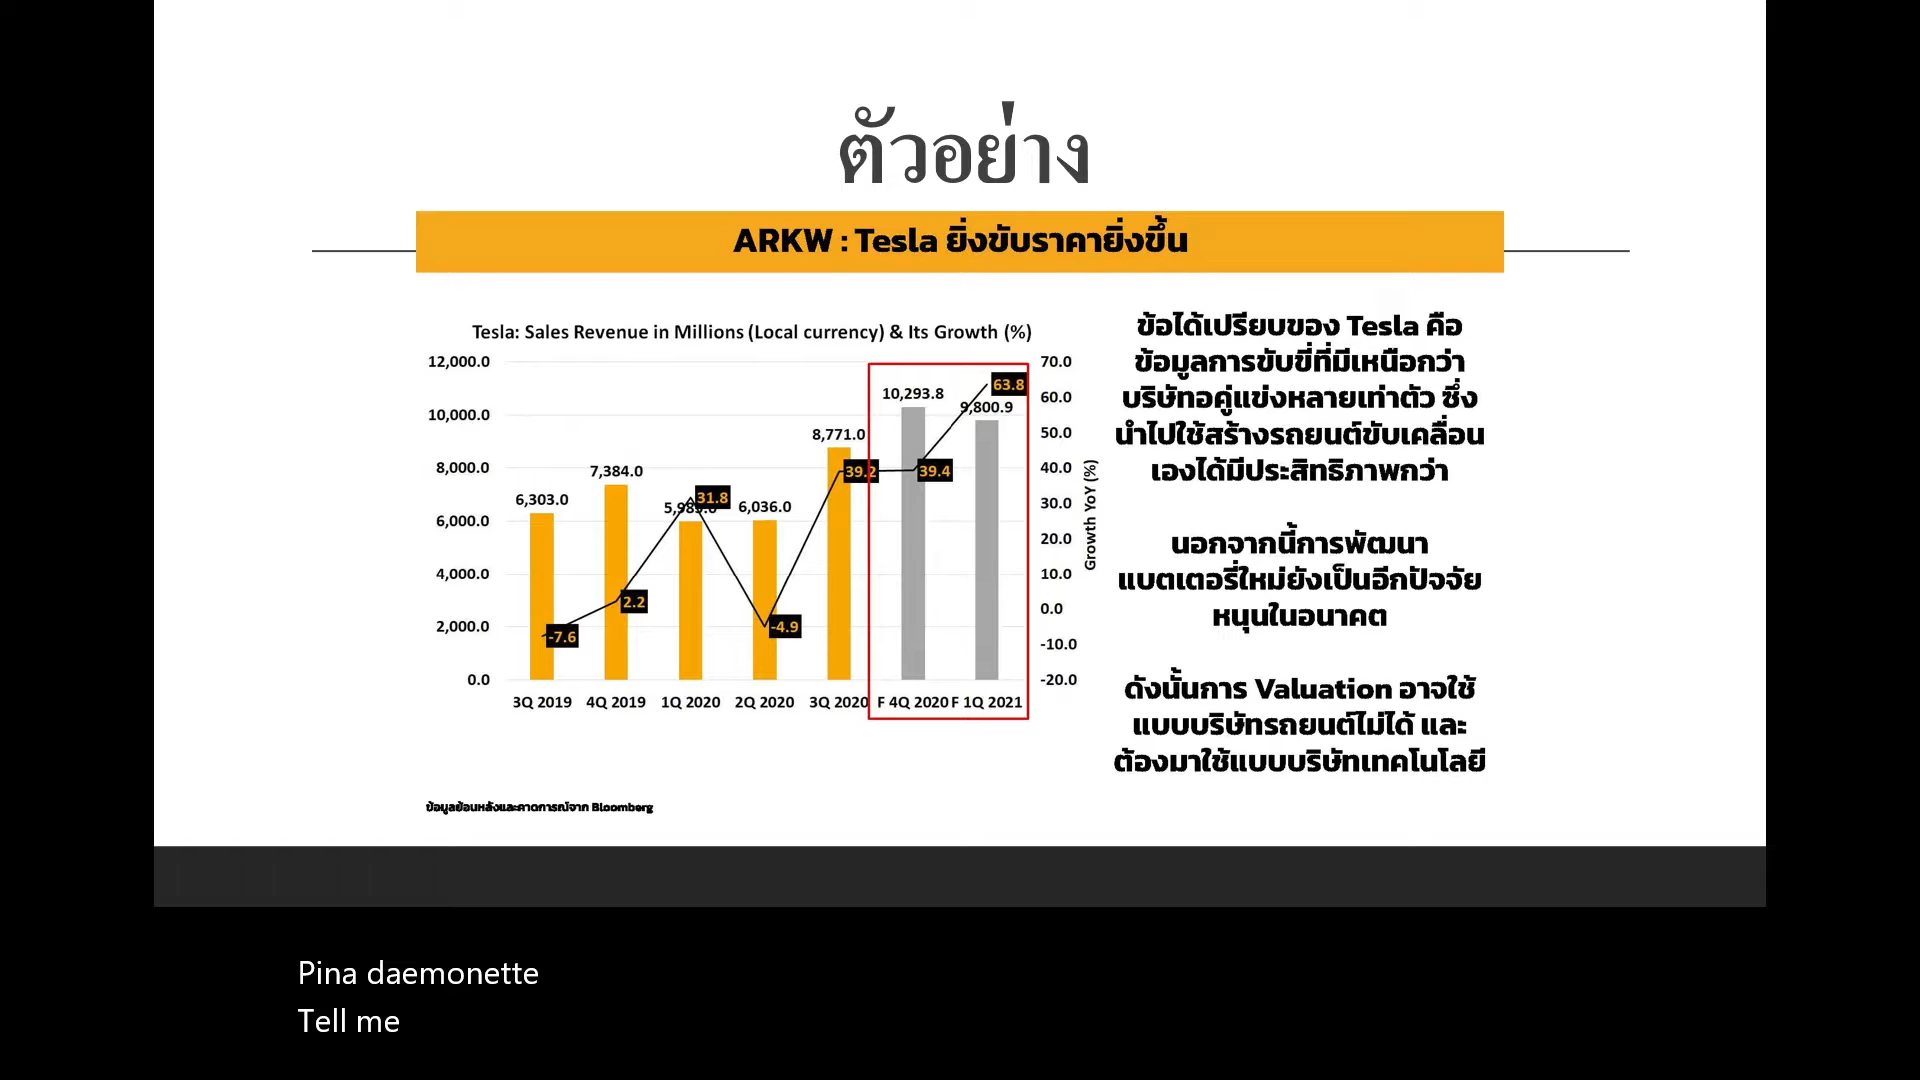 ตัวอย่าง
ARKW : Tesla ยิ่งขับราคายิ่งขึ้น
Tesla: Sales Revenue in Millions (Local currency) & Its Growth (%)
12,000.0
10,000.0
8,000.0
6,000.0
4,000.0
2,000.0
0.0
6,303.0
7,384.0
6,036.0
8,771.0
10,293.8
9,800.9
-7.6
2.2
31.8
-4.9
39.2
39.4
63.8
70.0
60.0
50.0
40.0
30.0
20.0
10.0
0.0
-10.0
-20.0
Growth YoY (%)
3Q 2019 4Q 2019 1Q 2020 2Q 2020 3Q 2020 F 4Q 2020 F 1Q 2021
ข้อได้เปรียบของ Tesla คือ
ข้อมูลการขับขี่ที่มีเหนือกว่า
บริษัทอคู่แข่งหลายเท่าตัว ซึ่ง
นำไปใช้สร้างรถยนต์ขับเคลื่อน
เองได้มีประสิทธิภาพกว่า
นอกจากนี้การพัฒนา
แบตเตอรี่ใหม่ยังเป็นอีกปัจจัย
หนุนในอนาคต
ดังนั้นการ Valuation อาจใช้
แบบบริษัทรถยนต์ไม่ได้ และ
ต้องมาใช้แบบบริษัทเทคโนโลยี
ข้อมูลย้อนหลังและคาดการณ์จาก Bloomberg
Pina daemonette
Tell me